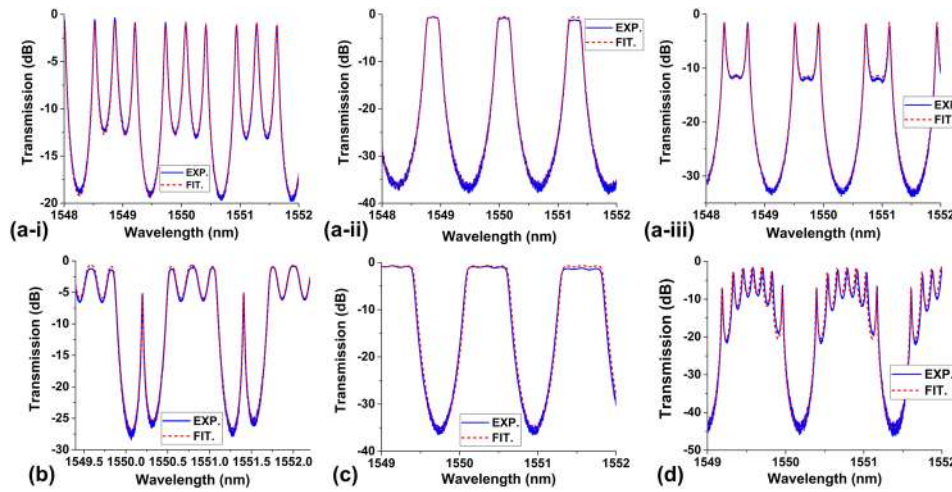 0
-5
-10
-15
-20
Transmission (dB)
EXP.
FIT.
1548 1549 1550 1551 1552
Wavelength (nm)
(a-i)
0
-10
-20
-30
-40
Transmission (dB)
EXP.
FIT.
1548 1549 1550 1551 1552
Wavelength (nm)
(a-ii)
0
-10
-20
-30
Transmission (dB)
EXP
FIT.
1548 1549 1550 1551 1552
Wavelength (nm)
(a-iii)
0
-5
-10
-15
-20
-25
-30
Transmission (dB)
EXP.
FIT.
1549.5 1550.0 1550.5 1551.0 1551.5 1552.0
Wavelength (nm)
(b)
0
-10
-20
-30
-40
Transmission (dB)
EXP.
FIT.
1549 1550 1551 1552
Wavelength (nm)
(c)
0
-10
-20
-30
-40
-50
Transmission (dB)
EXP.
FIT.
1549 1550 1551 1552
Wavelength (nm)
(d)